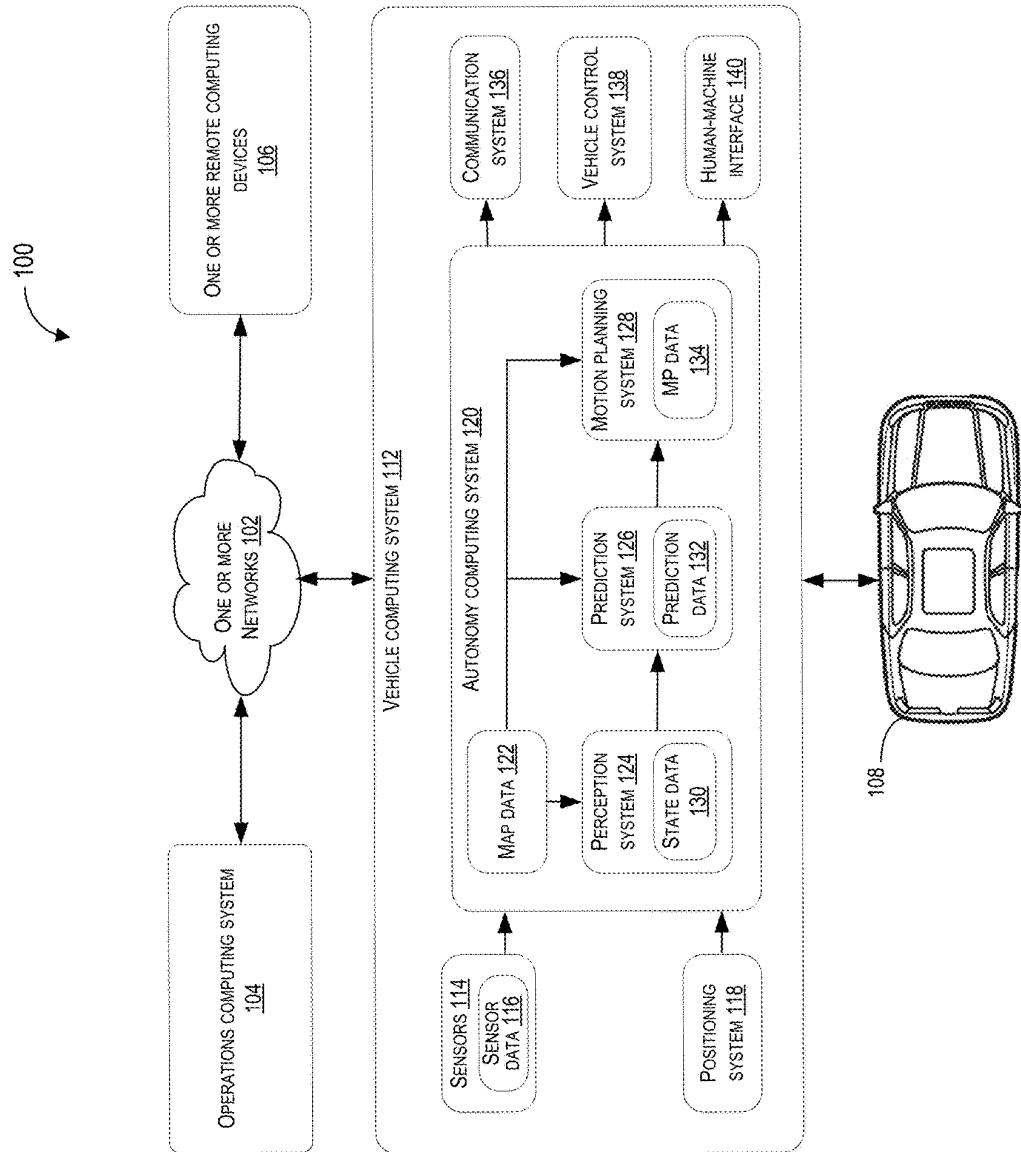 100
OPERATIONS COMPUTING SYSTEM
104
ONE OR MORE
NETWORKS 102
ONE OR MORE REMOTE COMPUTING
DEVICES
106
VEHICLE COMPUTING SYSTEM 112
SENSORS 114
SENSOR
DATA 116
POSITIONING
SYSTEM 118
AUTONOMY COMPUTING SYSTEM 120
MAP DATA 122
PERCEPTION
SYSTEM 124
STATE DATA
130
PREDICTION
SYSTEM 126
PREDICTION
DATA 132
MOTION PLANNING
SYSTEM 128
MP DATA
134
COMMUNICATION
SYSTEM 136
VEHICLE CONTROL
SYSTEM 138
HUMAN-MACHINE
INTERFACE 140
108